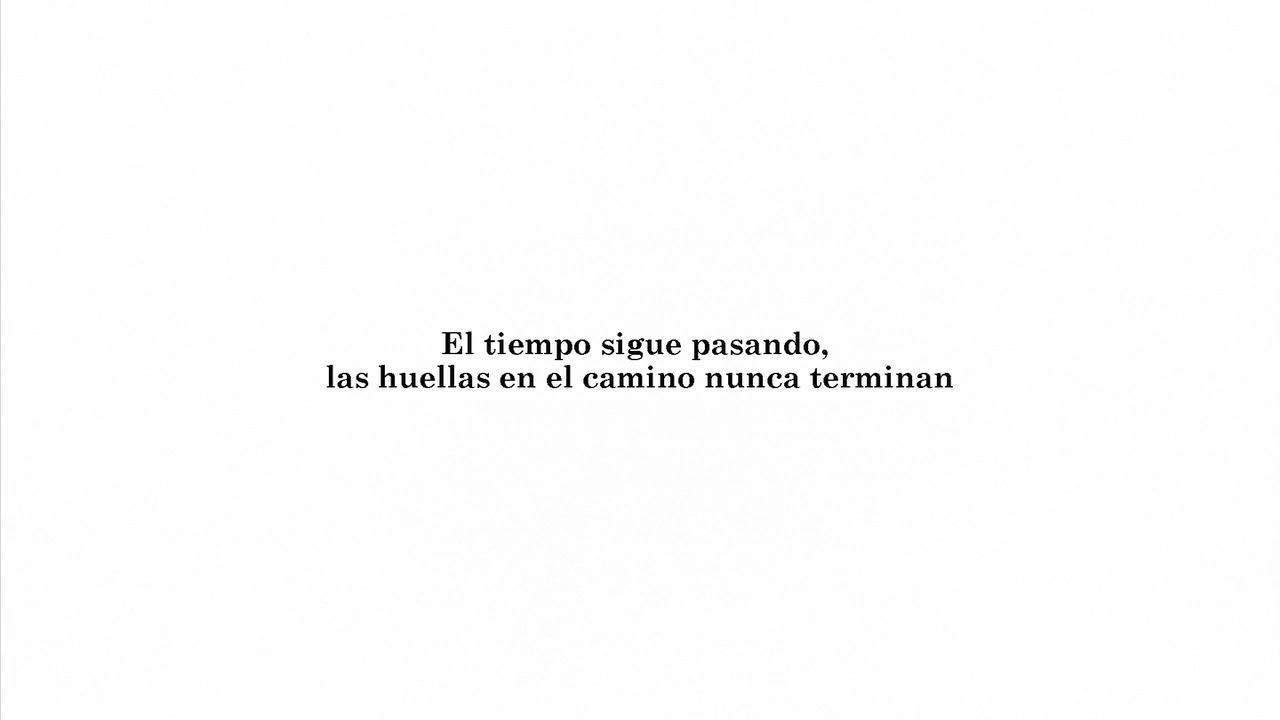 El tiempo sigue pasando,
las huellas en el camino nunca terminan